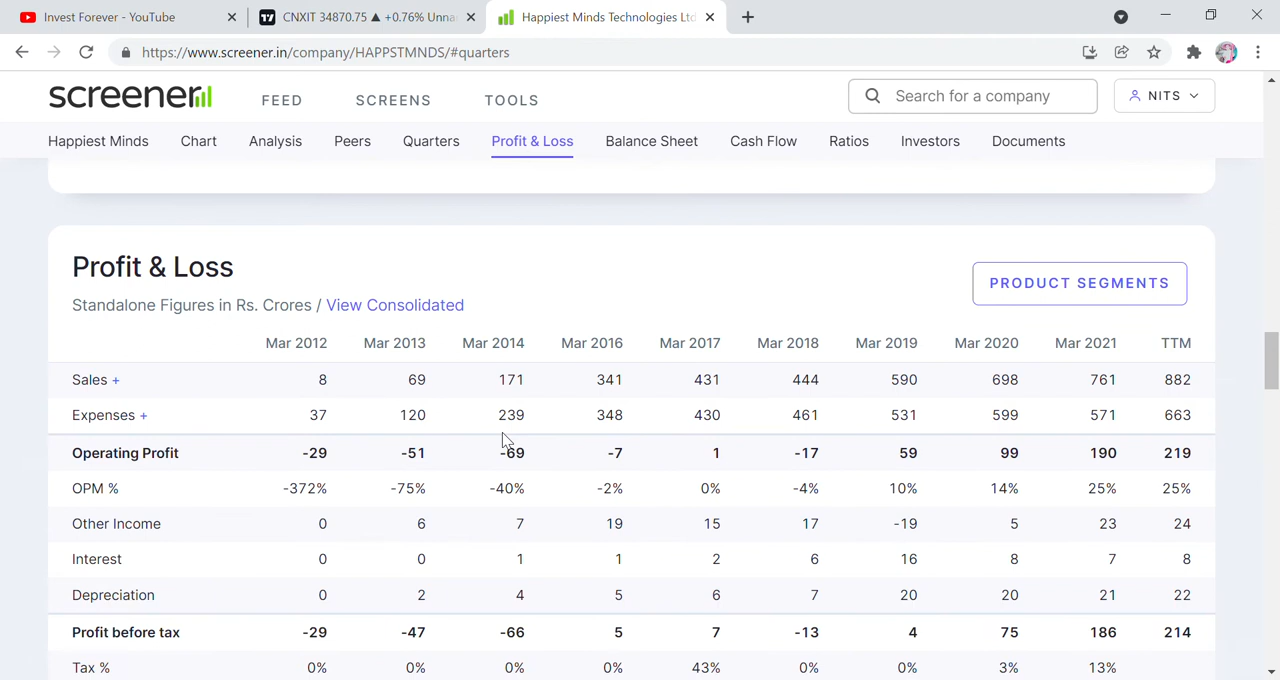 Invest Forever - YouTube
CNXIT 34870.75 ▲ +0.76% Unna
Happiest Minds Technologies Ltd
https://www.screener.in/company/HAPPSTMNDS/#quarters
screener FEED SCREENS TOOLS Search for a company NITS
Happiest Minds Chart Analysis Peers Quarters Profit & Loss Balance Sheet Cash Flow Ratios Investors Documents
Profit & Loss
PRODUCT SEGMENTS
Standalone Figures in Rs. Crores / View Consolidated
Mar 2012 Mar 2013 Mar 2014 Mar 2016 Mar 2017 Mar 2018 Mar 2019 Mar 2020 Mar 2021 TTM
Sales + 8 69 171 341 431 444 590 698 761 882
Expenses + 37 120 239 348 430 461 531 599 571 663
Operating Profit -29 -51 -69 -7 1 -17 59 99 190 219
OPM % -372% -75% -40% -2% 0% -4% 10% 14% 25% 25%
Other Income 0 6 7 19 15 17 -19 5 23 24
Interest 0 0 1 1 2 6 16 8 7 8
Depreciation 0 2 4 5 6 7 20 20 21 22
Profit before tax -29 -47 -66 5 7 -13 4 75 186 214
Tax % 0% 0% 0% 0% 43% 0% 0% 3% 13%